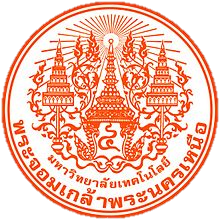 ๔
มหาวิทยาลัยเทคโนโลยี
พระจอมเกล้าพระนครเหนือ